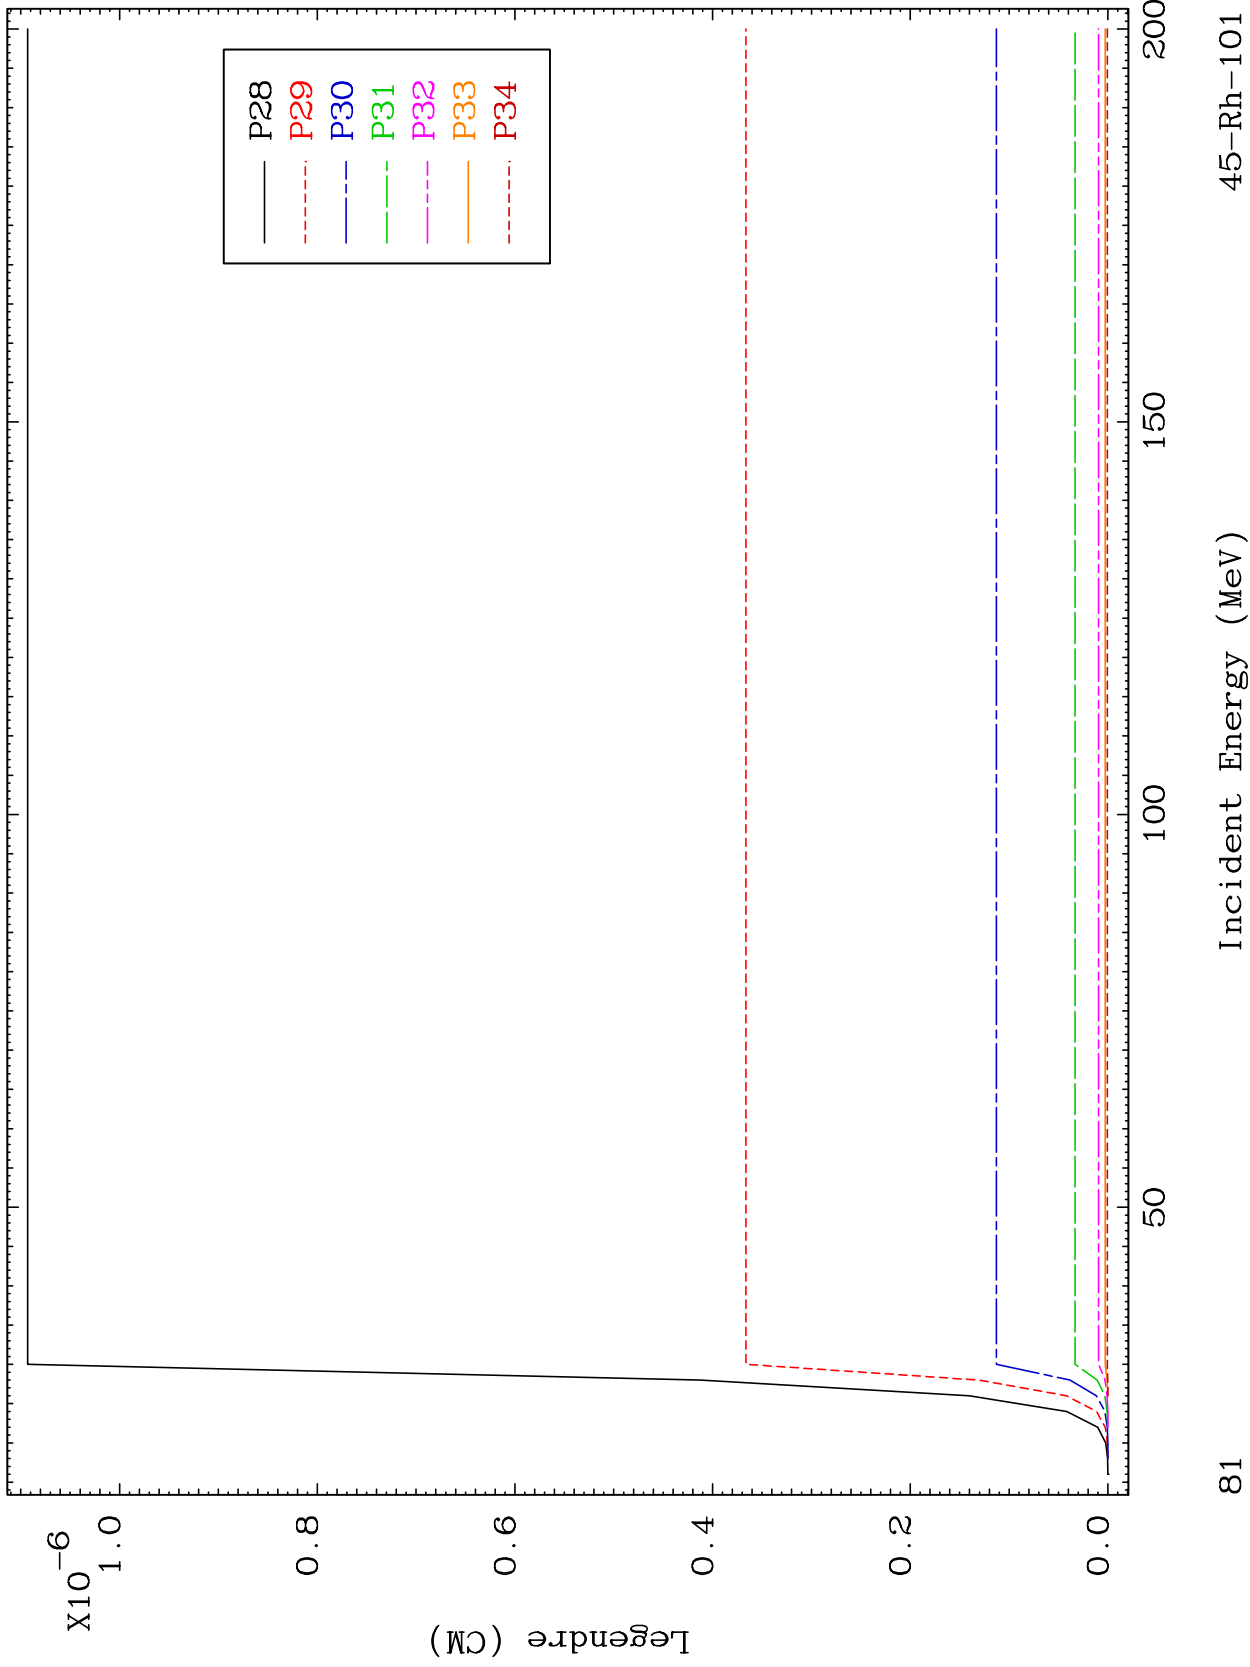 X10-6
1.0
0.8
0.6
0.4
0.2
0.0
Legendre (CM)
P28
P29
P30
P31
P32
P33
P34
50
100
150
200
Incident Energy (MeV)
81
45-Rh-101